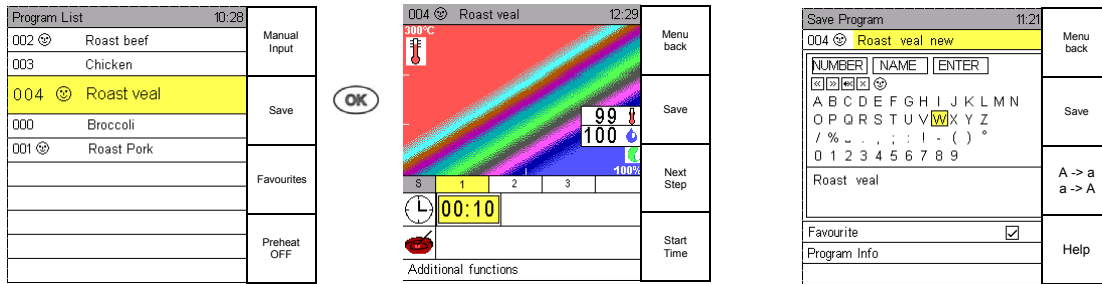 Program List 10:28
002 Roast beef
003 Chicken
004 Roast veal
000 Broccoli
001 Roast Pork
Manual
Input
Save
Favourites
Preheat
OFF
OK
004 Roast veal 12:29
300°C
99
100
100%
S 1 2 3
00:10
Additional functions
Menu
back
Save
Next
Step
Start
Time
Save Program 11:21
004 Roast veal new
NUMBER NAME ENTER
A B C D E F G H I J K L M N
O P Q R S T U V W X Y Z
/ % _ . , ; : ! - ( ) °
0 1 2 3 4 5 6 7 8 9
Roast veal
Favourite
Program Info
Menu
back
Save
A -> a
a -> A
Help